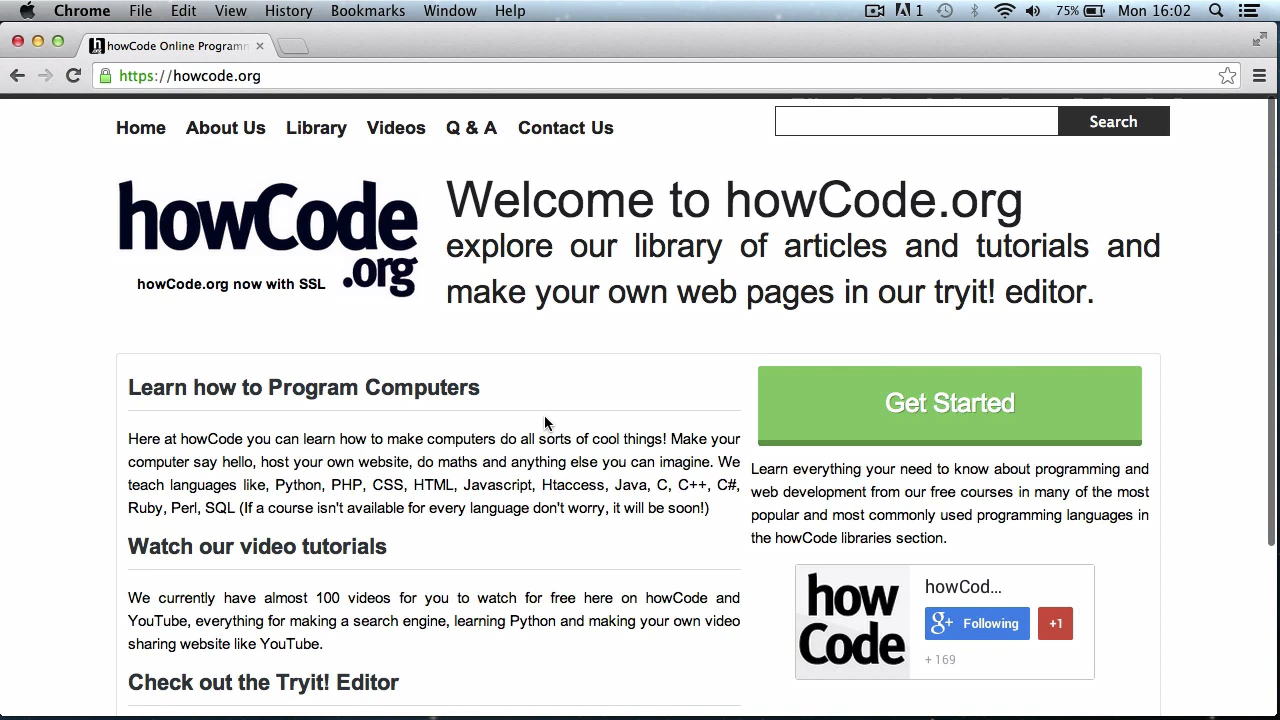 Chrome File Edit View History Bookmarks Window Help 1 75% Mon 16:02
howCode Online Programm
https://howcode.org
Home About Us Library Videos Q & A Contact Us Search
howCode
.org
howCode.org now with SSL
Welcome to howCode.org
explore our library of articles and tutorials and
make your own web pages in our tryit! editor.
Learn how to Program Computers
Here at howCode you can learn how to make computers do all sorts of cool things! Make your
computer say hello, host your own website, do maths and anything else you can imagine. We
teach languages like, Python, PHP, CSS, HTML, Javascript, Htaccess, Java, C, C++, C#,
Ruby, Perl, SQL (If a course isn't available for every language don't worry, it will be soon!)
Watch our video tutorials
We currently have almost 100 videos for you to watch for free here on howCode and
YouTube, everything for making a search engine, learning Python and making your own video
sharing website like YouTube.
Check out the Tryit! Editor
Get Started
Learn everything your need to know about programming and
web development from our free courses in many of the most
popular and most commonly used programming languages in
the howCode libraries section.
how
Code
howCod...
g+ Following +1
+ 169